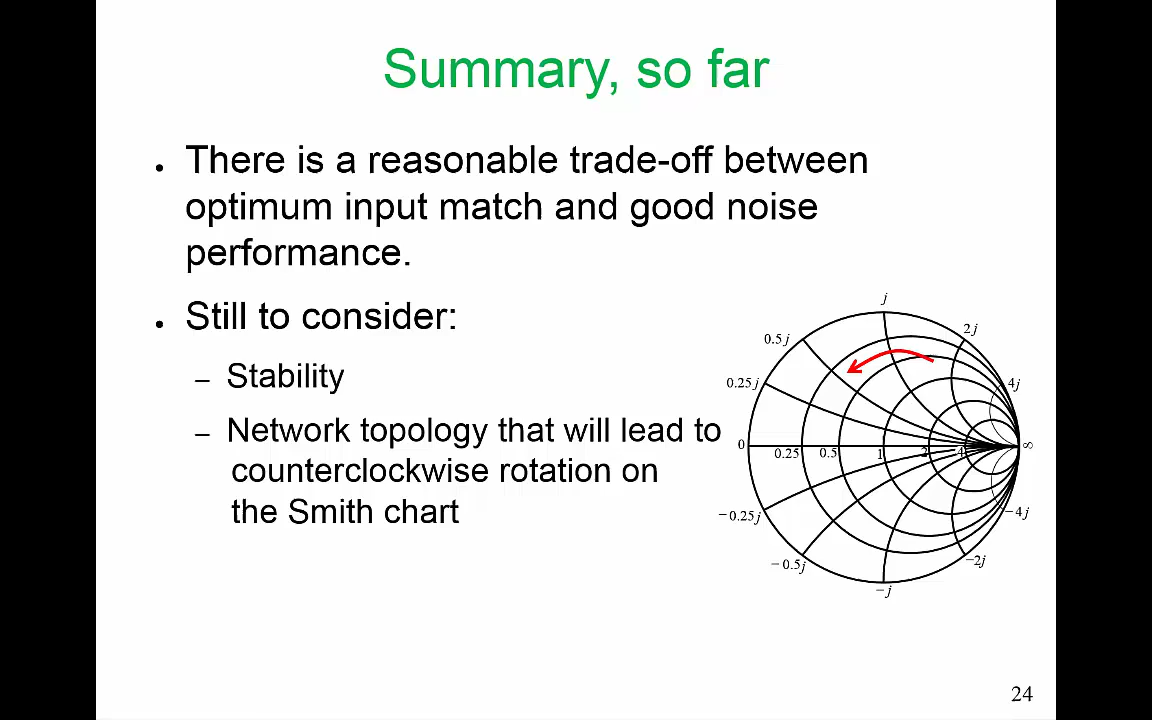 Summary, so far
• There is a reasonable trade-off between
optimum input match and good noise
performance.
• Still to consider:
– Stability
– Network topology that will lead to
counterclockwise rotation on
the Smith chart
j
0.5j
2j
0.25j
4j
0
0.25
0.5
1
2
4
∞
−0.25j
−4j
−0.5j
−2j
−j
24